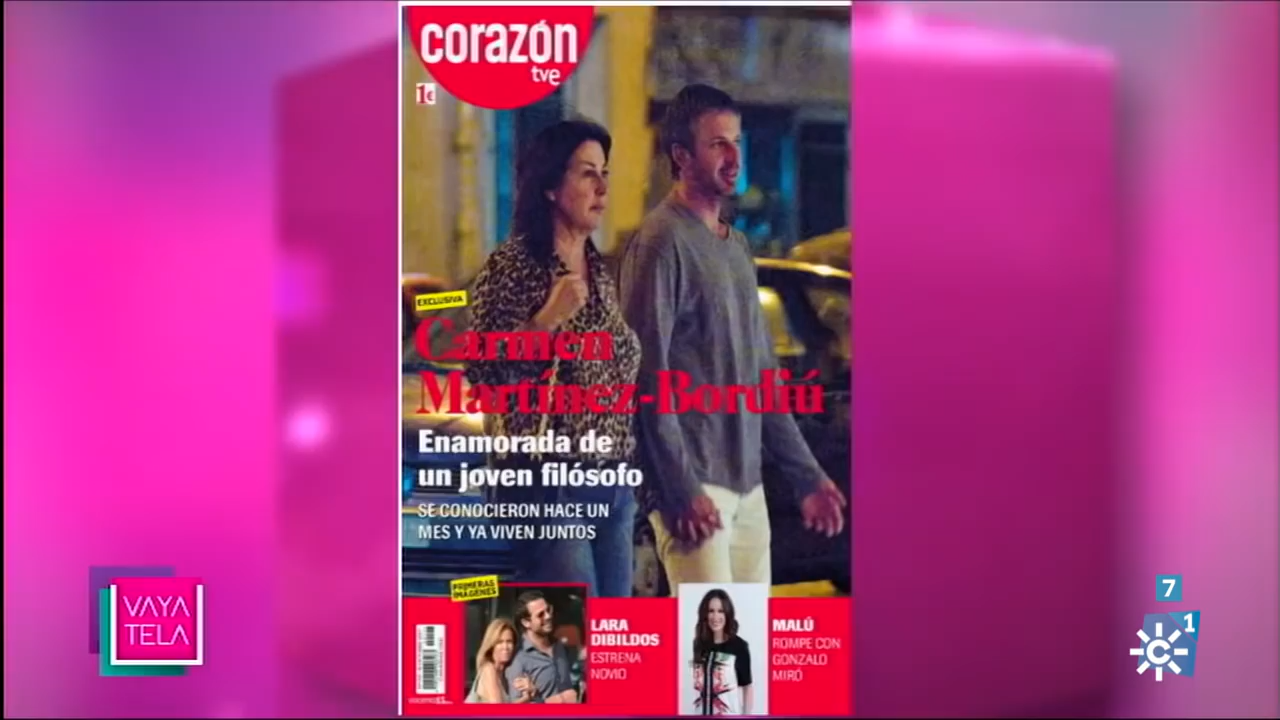 corazón
tve
1€
EXCLUSIVA
Carmen
Martínez-Bordiú
Enamorada de
un joven filósofo
SE CONOCIERON HACE UN
MES Y YA VIVEN JUNTOS
PRIMERAS
IMÁGENES
LARA
DIBILDOS
ESTRENA
NOVIO
MALÚ
ROMPE CON
GONZALO
MIRÓ
VAYA
TELA
7
1